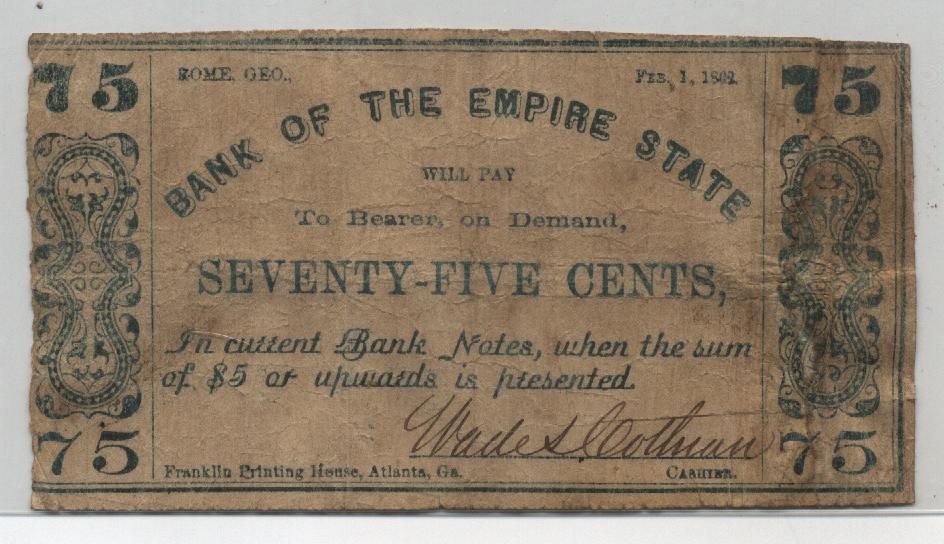 75 75
ROME, GEO., FEB. 1, 1862.
BANK OF THE EMPIRE STATE
WILL PAY
To Bearer, on Demand,
SEVENTY-FIVE CENTS,
In current Bank Notes, when the sum
of $5 or upwards is presented.
Wade S. Cothran
75 75
Franklin Printing House, Atlanta, Ga. CASHIER.